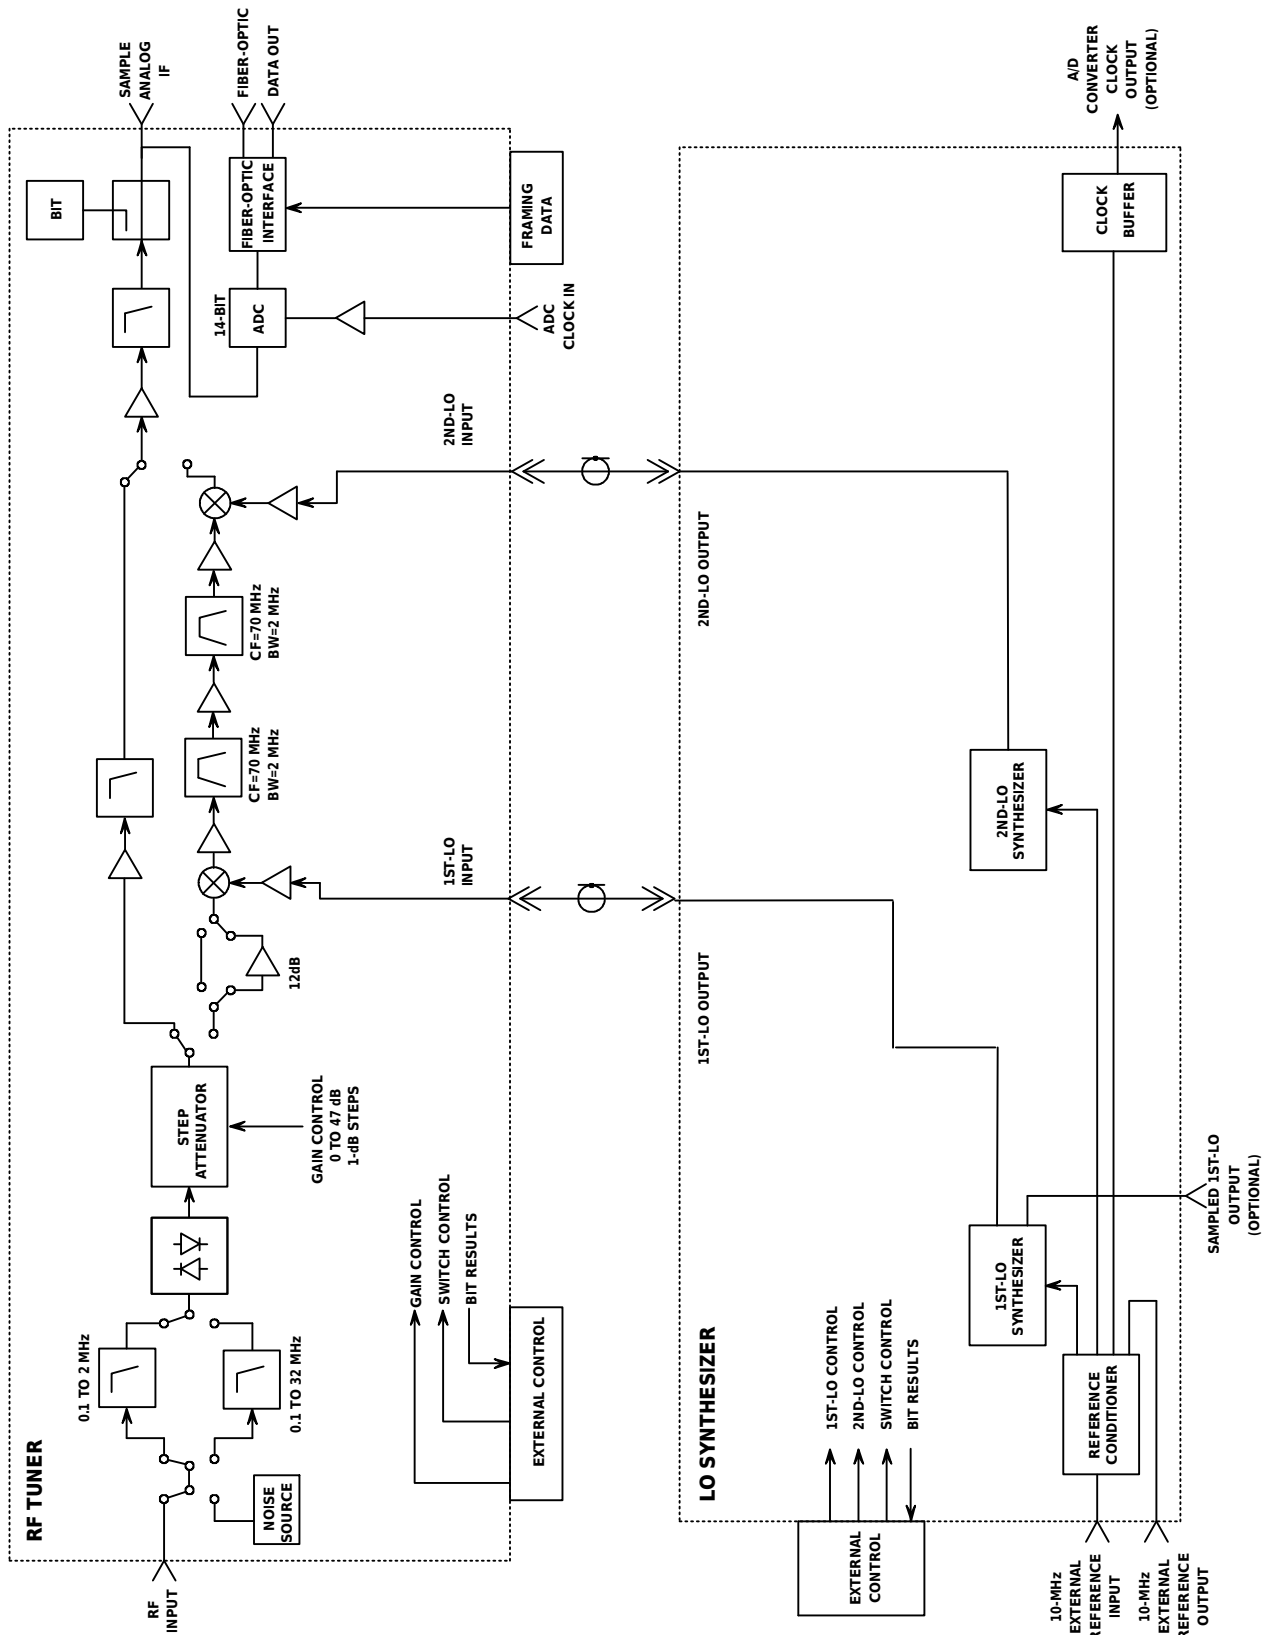 RF TUNER
RF
INPUT
NOISE
SOURCE
0.1 TO 2 MHz
0.1 TO 32 MHz
STEP
ATTENUATOR
GAIN CONTROL
0 TO 47 dB
1-dB STEPS
12dB
1ST-LO
INPUT
CF=70 MHz
BW=2 MHz
CF=70 MHz
BW=2 MHz
2ND-LO
INPUT
14-BIT
ADC
ADC
CLOCK IN
BIT
FIBER-OPTIC
INTERFACE
FRAMING
DATA
SAMPLE
ANALOG
IF
FIBER-OPTIC
DATA OUT
EXTERNAL CONTROL
GAIN CONTROL
SWITCH CONTROL
BIT RESULTS
LO SYNTHESIZER
EXTERNAL
CONTROL
1ST-LO CONTROL
2ND-LO CONTROL
SWITCH CONTROL
BIT RESULTS
1ST-LO OUTPUT
2ND-LO OUTPUT
1ST-LO
SYNTHESIZER
2ND-LO
SYNTHESIZER
REFERENCE
CONDITIONER
CLOCK
BUFFER
10-MHz
EXTERNAL
REFERENCE
INPUT
10-MHz
EXTERNAL
REFERENCE
OUTPUT
SAMPLED 1ST-LO
OUTPUT
(OPTIONAL)
A/D
CONVERTER
CLOCK
OUTPUT
(OPTIONAL)